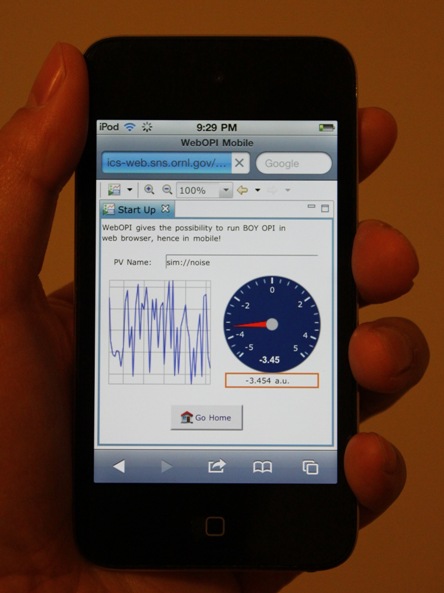 iPod 9:29 PM
WebOPI Mobile
ics-web.sns.ornl.gov/... Google
100%
Start Up
WebOPI gives the possibility to run BOY OPI in
web browser, hence in mobile!
PV Name: sim://noise
0
-2 2
-4 4
-5 5
-3.45
-3.454 a.u.
Go Home